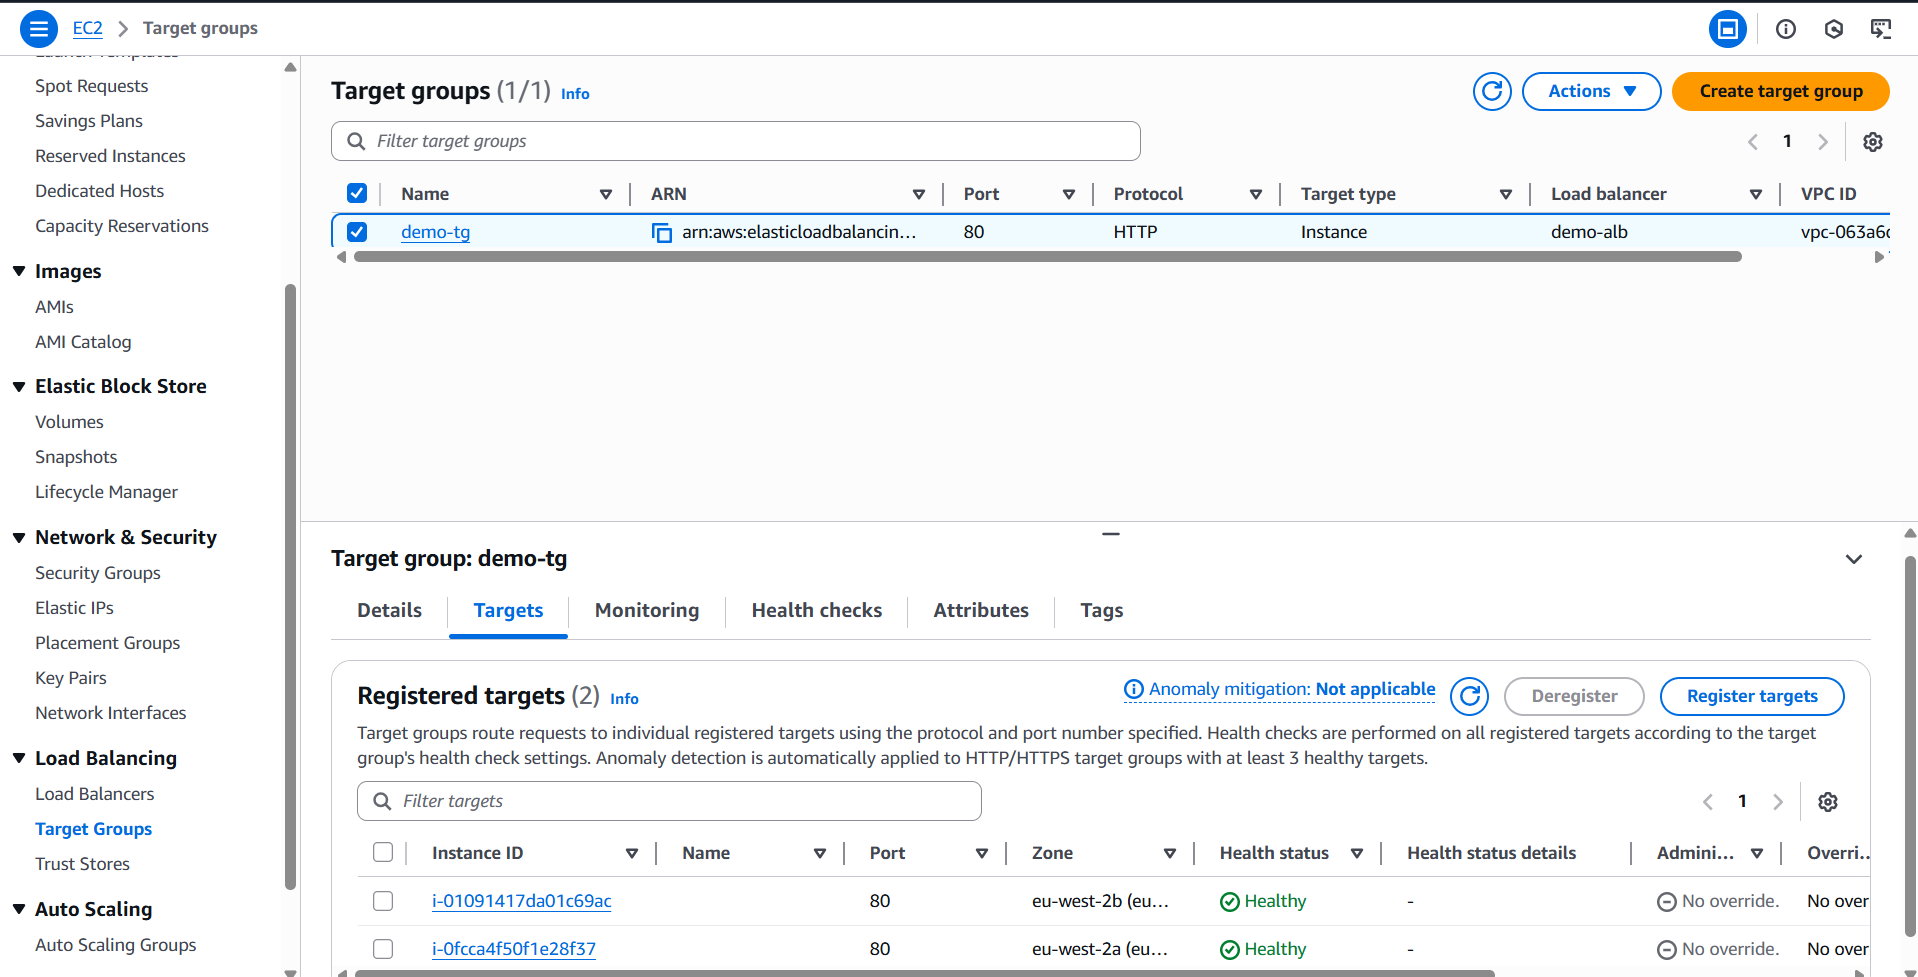 EC2 > Target groups
Launch Templates
Spot Requests
Savings Plans
Reserved Instances
Dedicated Hosts
Capacity Reservations
Images
AMIs
AMI Catalog
Elastic Block Store
Volumes
Snapshots
Lifecycle Manager
Network & Security
Security Groups
Elastic IPs
Placement Groups
Key Pairs
Network Interfaces
Load Balancing
Load Balancers
Target Groups
Trust Stores
Auto Scaling
Auto Scaling Groups
Target groups (1/1) Info
Actions
Create target group
Filter target groups
1
Name ARN Port Protocol Target type Load balancer VPC ID
demo-tg arn:aws:elasticloadbalancin... 80 HTTP Instance demo-alb vpc-063a6c
Target group: demo-tg
Details Targets Monitoring Health checks Attributes Tags
Registered targets (2) Info
Anomaly mitigation: Not applicable
Deregister
Register targets
Target groups route requests to individual registered targets using the protocol and port number specified. Health checks are performed on all registered targets according to the target
group's health check settings. Anomaly detection is automatically applied to HTTP/HTTPS target groups with at least 3 healthy targets.
Filter targets
1
Instance ID Name Port Zone Health status Health status details Admini... Overri..
i-01091417da01c69ac 80 eu-west-2b (eu... Healthy - No override. No over
i-0fcca4f50f1e28f37 80 eu-west-2a (eu... Healthy - No override. No over